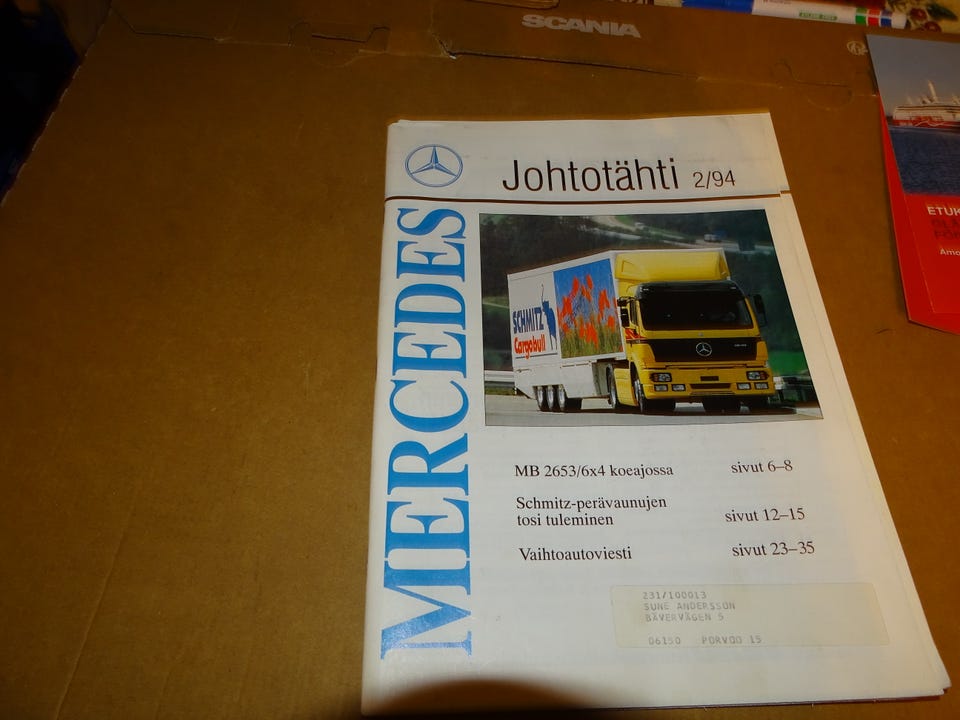 SCANIA
Johtotähti 2/94
MERCEDES
SCHMITZ
Cargobull
MB 2653/6x4 koeajossa sivut 6–8
Schmitz-perävaunujen
tosi tuleminen sivut 12–15
Vaihtoautoviesti sivut 23–35
231/100013
SUNE ANDERSSON
BÄVERVÄGEN 5
06150 PORVOO 15
ETUK